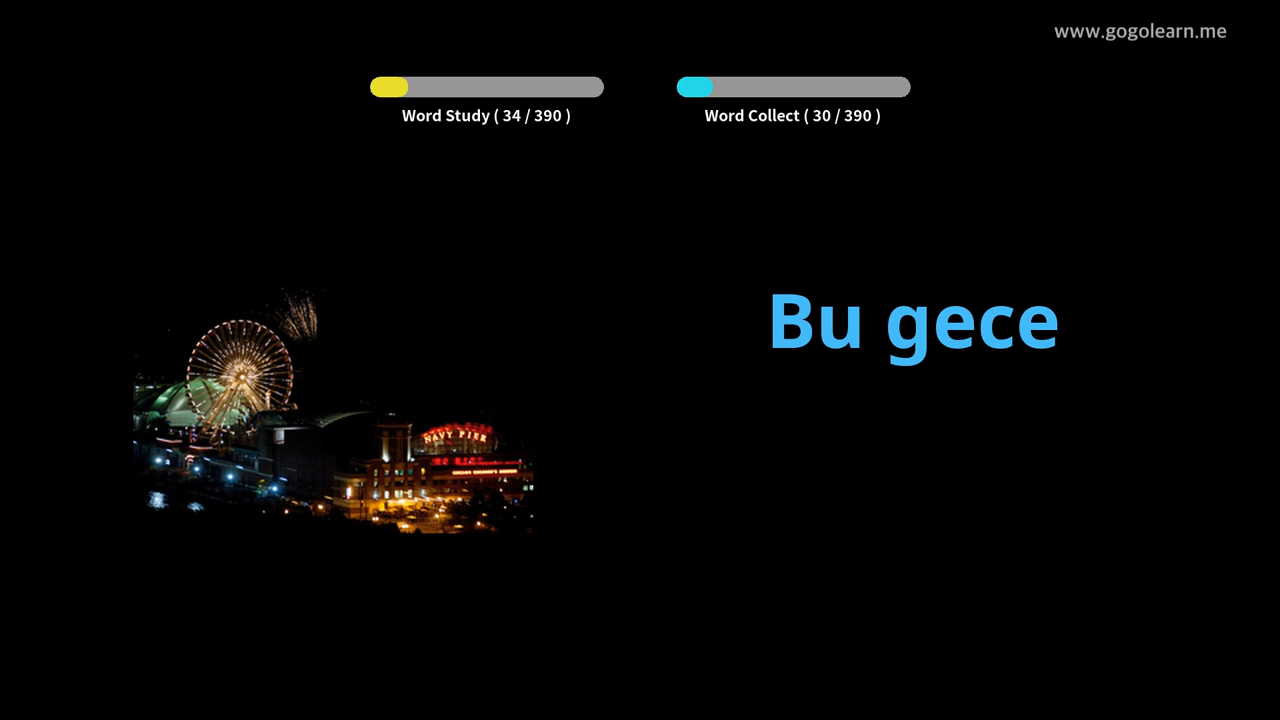 www.gogolearn.me
Word Study ( 34 / 390 )
Word Collect ( 30 / 390 )
Bu gece
NAVY PIER